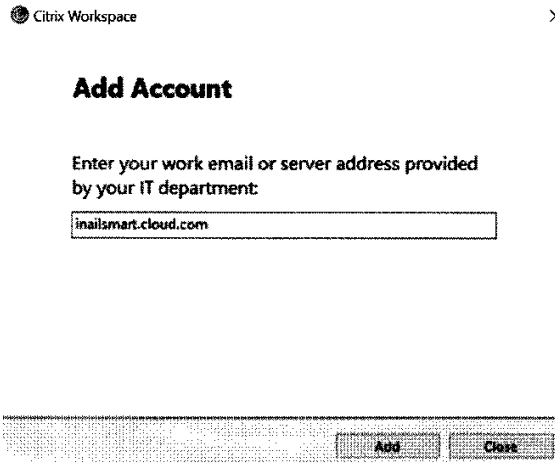 Citrix Workspace
Add Account
Enter your work email or server address provided
by your IT department:
inailsmart.cloud.com
Add
Close